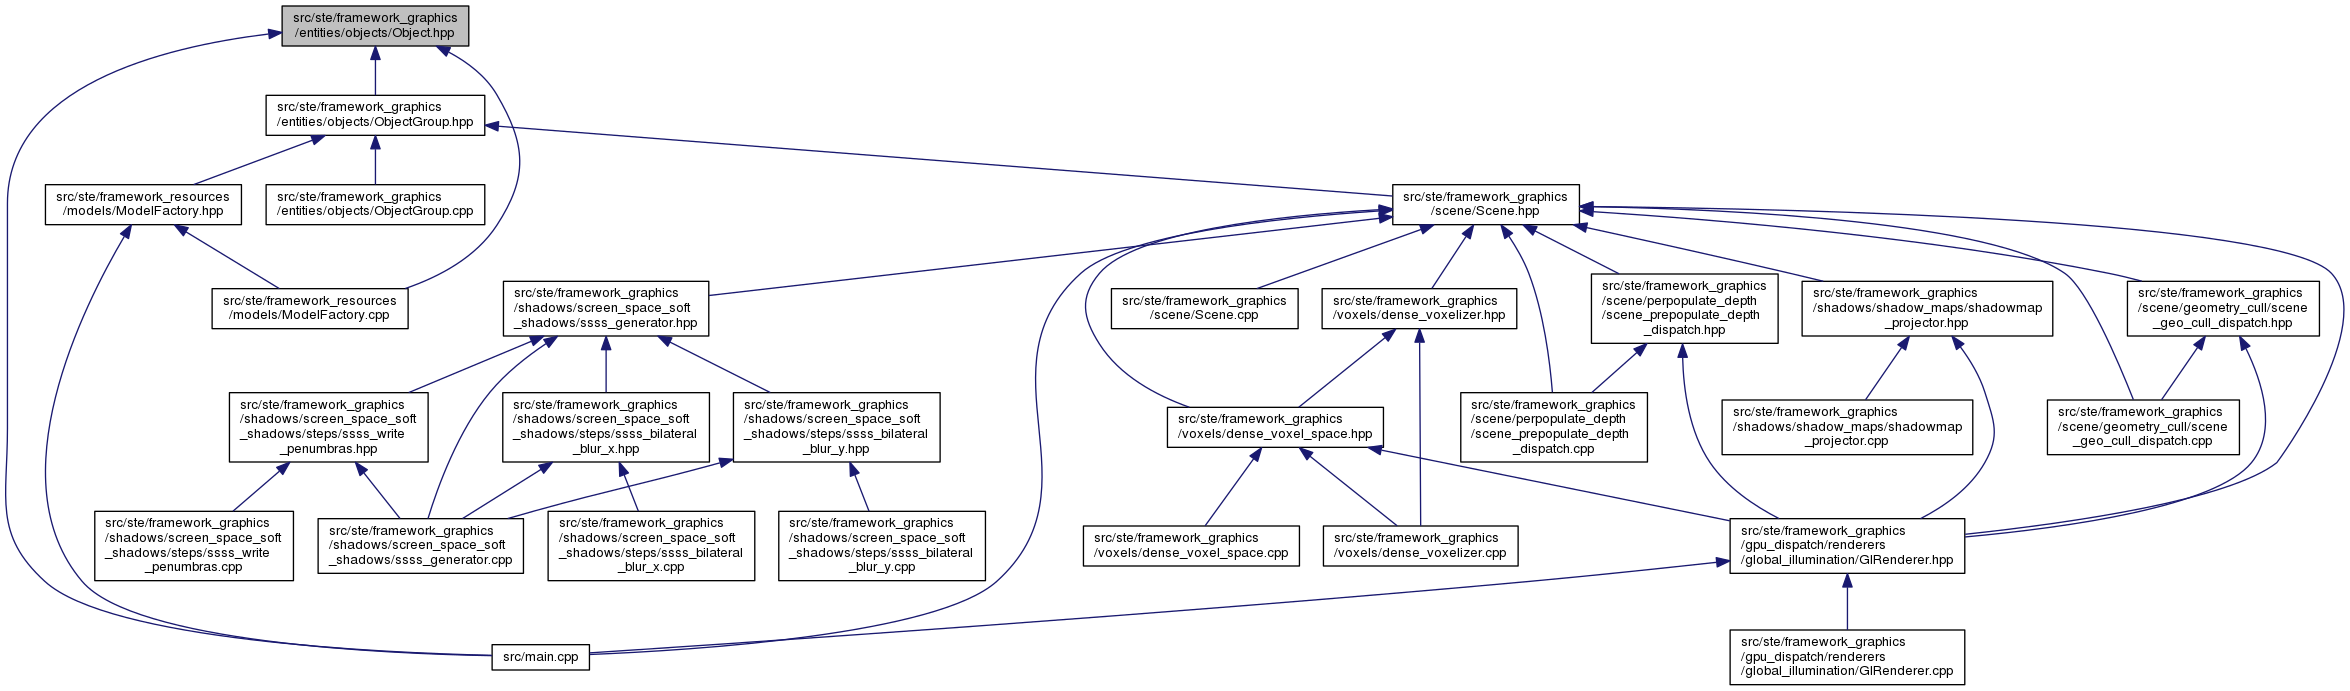 src/ste/framework_graphics
/entities/objects/Object.hpp
src/ste/framework_graphics
/entities/objects/ObjectGroup.hpp
src/ste/framework_resources
/models/ModelFactory.hpp
src/ste/framework_graphics
/entities/objects/ObjectGroup.cpp
src/ste/framework_graphics
/scene/Scene.hpp
src/ste/framework_resources
/models/ModelFactory.cpp
src/ste/framework_graphics
/shadows/screen_space_soft
_shadows/ssss_generator.hpp
src/ste/framework_graphics
/scene/Scene.cpp
src/ste/framework_graphics
/voxels/dense_voxelizer.hpp
src/ste/framework_graphics
/scene/perpopulate_depth
/scene_prepopulate_depth
_dispatch.hpp
src/ste/framework_graphics
/shadows/shadow_maps/shadowmap
_projector.hpp
src/ste/framework_graphics
/scene/geometry_cull/scene
_geo_cull_dispatch.hpp
src/ste/framework_graphics
/shadows/screen_space_soft
_shadows/steps/ssss_write
_penumbras.hpp
src/ste/framework_graphics
/shadows/screen_space_soft
_shadows/steps/ssss_bilateral
_blur_x.hpp
src/ste/framework_graphics
/shadows/screen_space_soft
_shadows/steps/ssss_bilateral
_blur_y.hpp
src/ste/framework_graphics
/voxels/dense_voxel_space.hpp
src/ste/framework_graphics
/scene/perpopulate_depth
/scene_prepopulate_depth
_dispatch.cpp
src/ste/framework_graphics
/shadows/shadow_maps/shadowmap
_projector.cpp
src/ste/framework_graphics
/scene/geometry_cull/scene
_geo_cull_dispatch.cpp
src/ste/framework_graphics
/shadows/screen_space_soft
_shadows/steps/ssss_write
_penumbras.cpp
src/ste/framework_graphics
/shadows/screen_space_soft
_shadows/ssss_generator.cpp
src/ste/framework_graphics
/shadows/screen_space_soft
_shadows/steps/ssss_bilateral
_blur_x.cpp
src/ste/framework_graphics
/shadows/screen_space_soft
_shadows/steps/ssss_bilateral
_blur_y.cpp
src/ste/framework_graphics
/voxels/dense_voxel_space.cpp
src/ste/framework_graphics
/voxels/dense_voxelizer.cpp
src/ste/framework_graphics
/gpu_dispatch/renderers
/global_illumination/GIRenderer.hpp
src/main.cpp
src/ste/framework_graphics
/gpu_dispatch/renderers
/global_illumination/GIRenderer.cpp